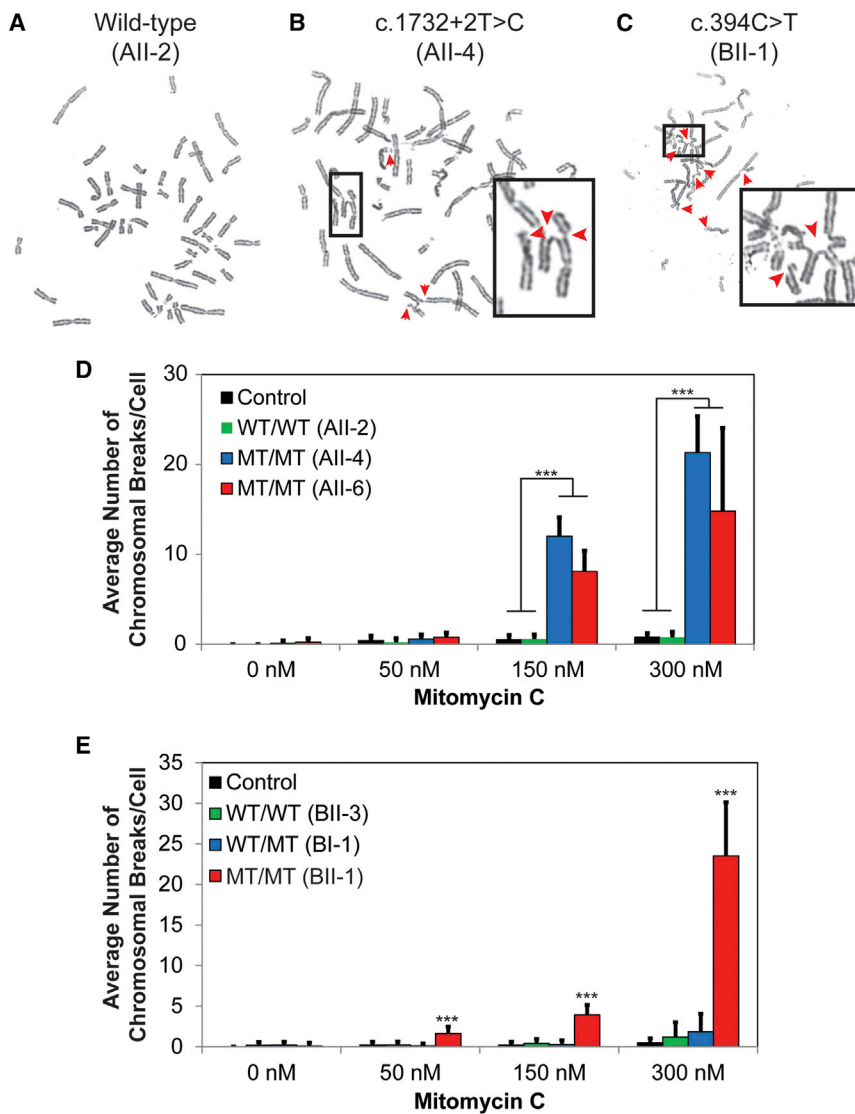 A
Wild-type
(AII-2)
B
c.1732+2T>C
(AII-4)
C
c.394C>T
(BII-1)
D
30
20
10
0
Average Number of
Chromosomal Breaks/Cell
Control
WT/WT (AII-2)
MT/MT (AII-4)
MT/MT (AII-6)
***
***
0 nM
50 nM
150 nM
300 nM
Mitomycin C
E
35
30
25
20
15
10
5
0
Average Number of
Chromosomal Breaks/Cell
Control
WT/WT (BII-3)
WT/MT (BI-1)
MT/MT (BII-1)
***
***
***
0 nM
50 nM
150 nM
300 nM
Mitomycin C